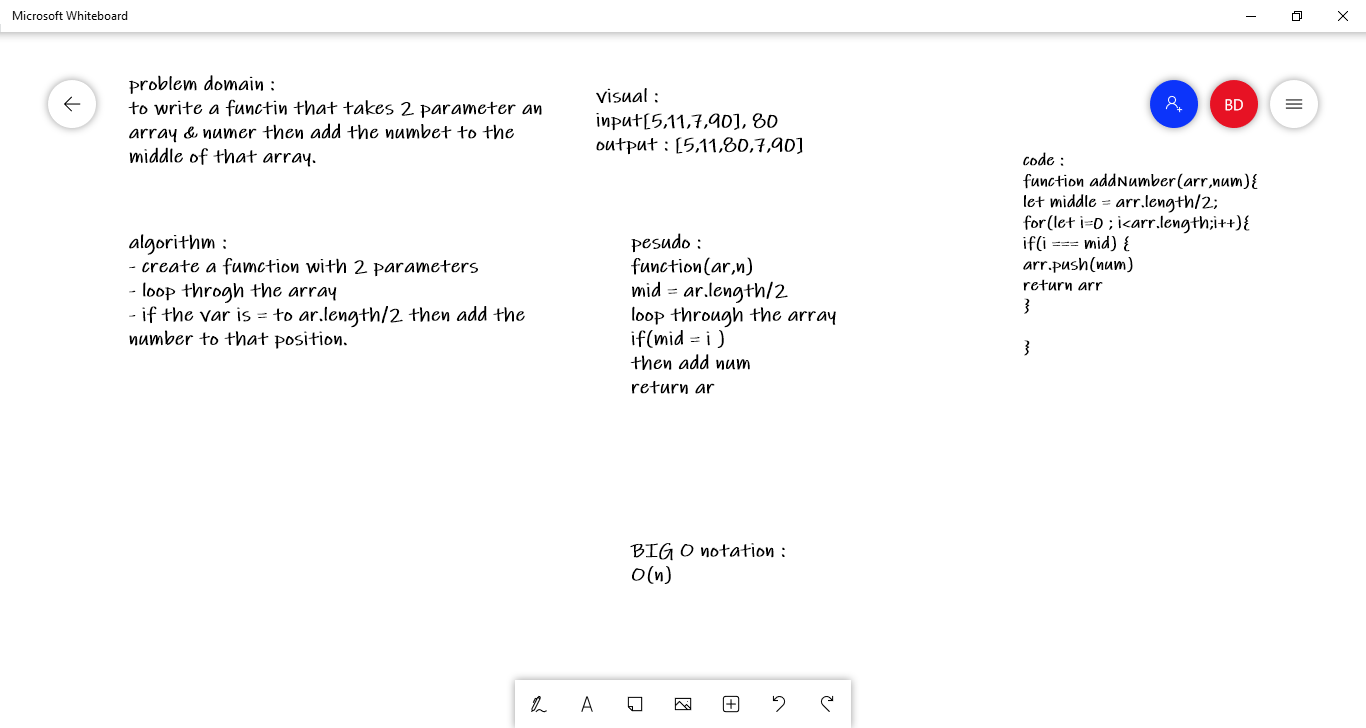 Microsoft Whiteboard
problem domain :
to write a functin that takes 2 parameter an
array & numer then add the numbet to the
middle of that array.
visual :
input[5,11,7,90], 80
output : [5,11,80,7,90]
BD
code :
function addNumber(arr,num){
let middle = arr.length/2;
for(let i=0 ; i<arr.length;i++){
if(i === mid) {
arr.push(num)
return arr
}
}
algorithm :
- create a fumction with 2 parameters
- loop throgh the array
- if the var is = to ar.length/2 then add the
number to that position.
pesudo :
function(ar,n)
mid = ar.length/2
loop through the array
if(mid = i )
then add num
return ar
BIG O notation :
O(n)